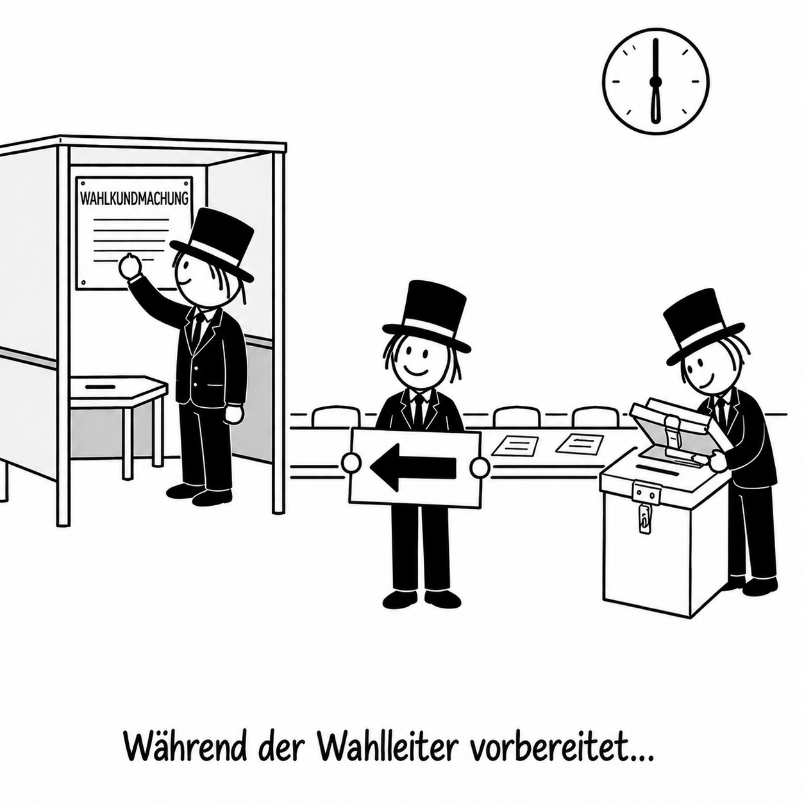 WAHLKUNDMACHUNG
Während der Wahlleiter vorbereitet...